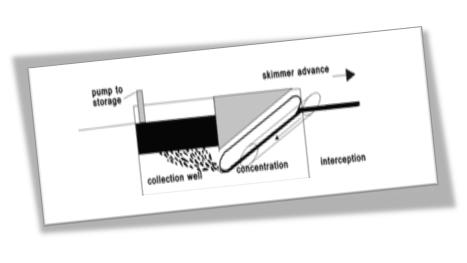 skimmer advance
pump to
storage
collection well
concentration
interception